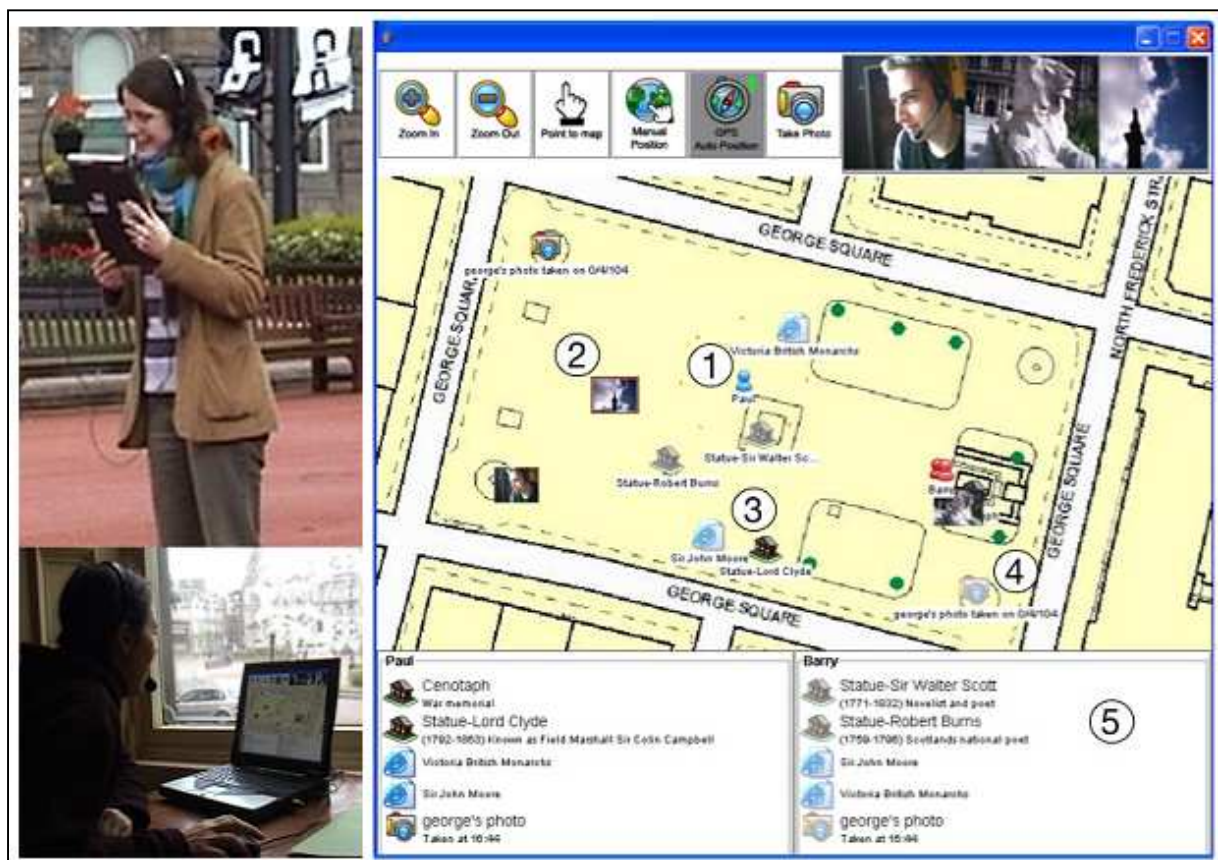 Zoom In
Zoom Out
Point to map
Manual
Position
GPS
Auto Position
Take Photo
GEORGE SQUARE
NORTH FREDERICK STR
george's photo taken on 0/4/104
GEORGE SQUAR
Victoria British Monarchs
2
1
Paul
Statue-Sir Walter Sc...
Statue-Robert Burns
GEORGE SQUARE
3
Sir John Moore
Statue-Lord Clyde
4
george's photo taken on 0/4/104
GEORGE SQUARE
Paul
Cenotaph
War memorial
Statue-Lord Clyde
(1792-1863) Known as Field Marshall Sir Colin Campbell
Victoria British Monarchs
Sir John Moore
george's photo
Taken at 16:44
Barry
Statue-Sir Walter Scott
(1771-1832) Novelist and poet
Statue-Robert Burns
(1759-1796) Scotlands national poet
5
Sir John Moore
Victoria British Monarchs
george's photo
Taken at 16:44